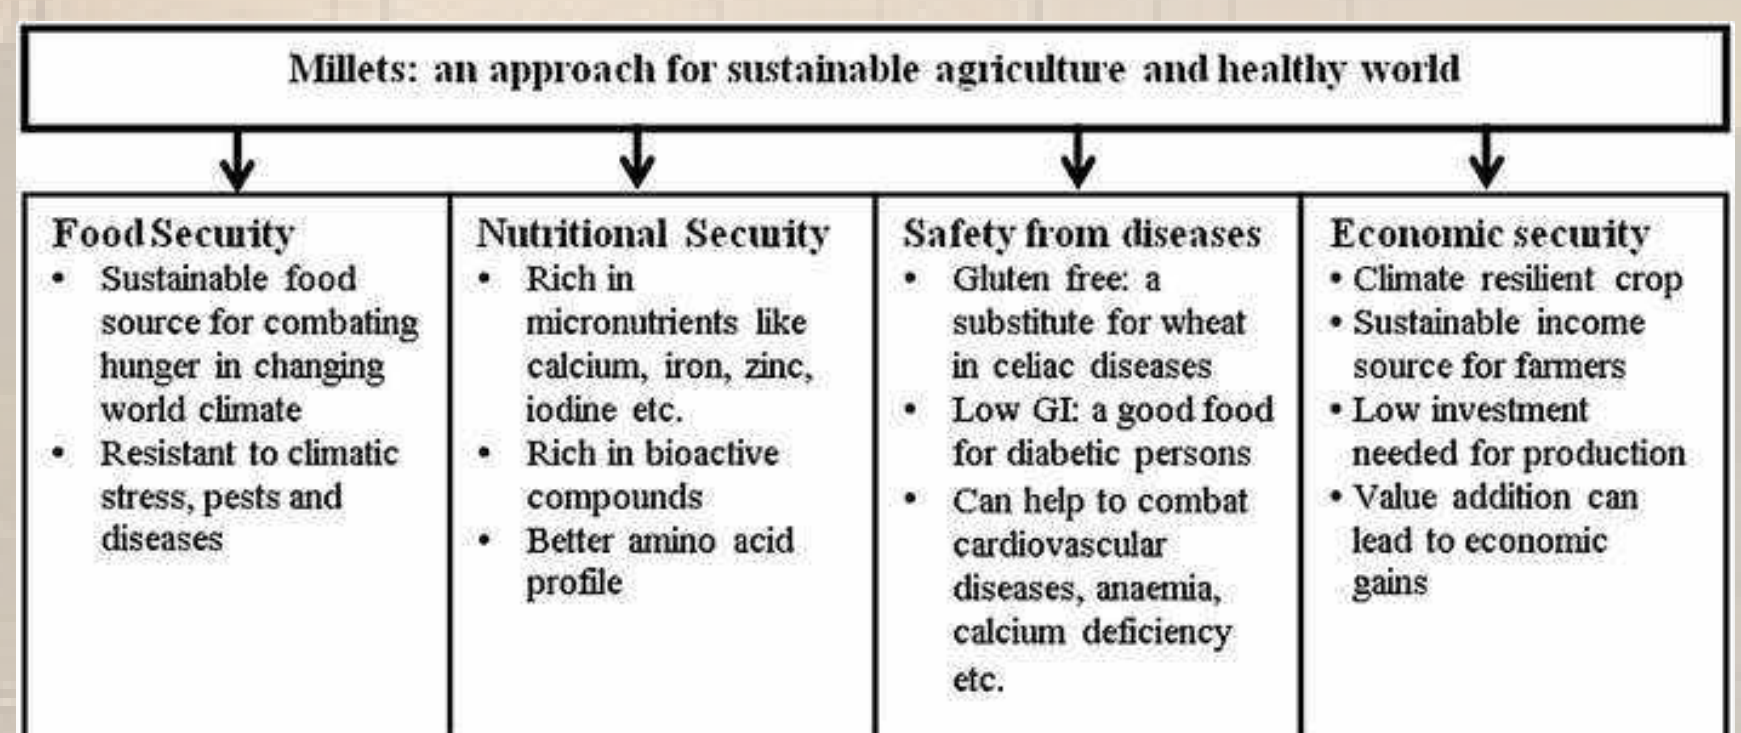 Millets: an approach for sustainable agriculture and healthy world
Food Security
• Sustainable food
source for combating
hunger in changing
world climate
• Resistant to climatic
stress, pests and
diseases
Nutritional Security
• Rich in
micronutrients like
calcium, iron, zinc,
iodine etc.
• Rich in bioactive
compounds
• Better amino acid
profile
Safety from diseases
• Gluten free: a
substitute for wheat
in celiac diseases
• Low GI: a good food
for diabetic persons
• Can help to combat
cardiovascular
diseases, anaemia,
calcium deficiency
etc.
Economic security
• Climate resilient crop
• Sustainable income
source for farmers
• Low investment
needed for production
• Value addition can
lead to economic
gains